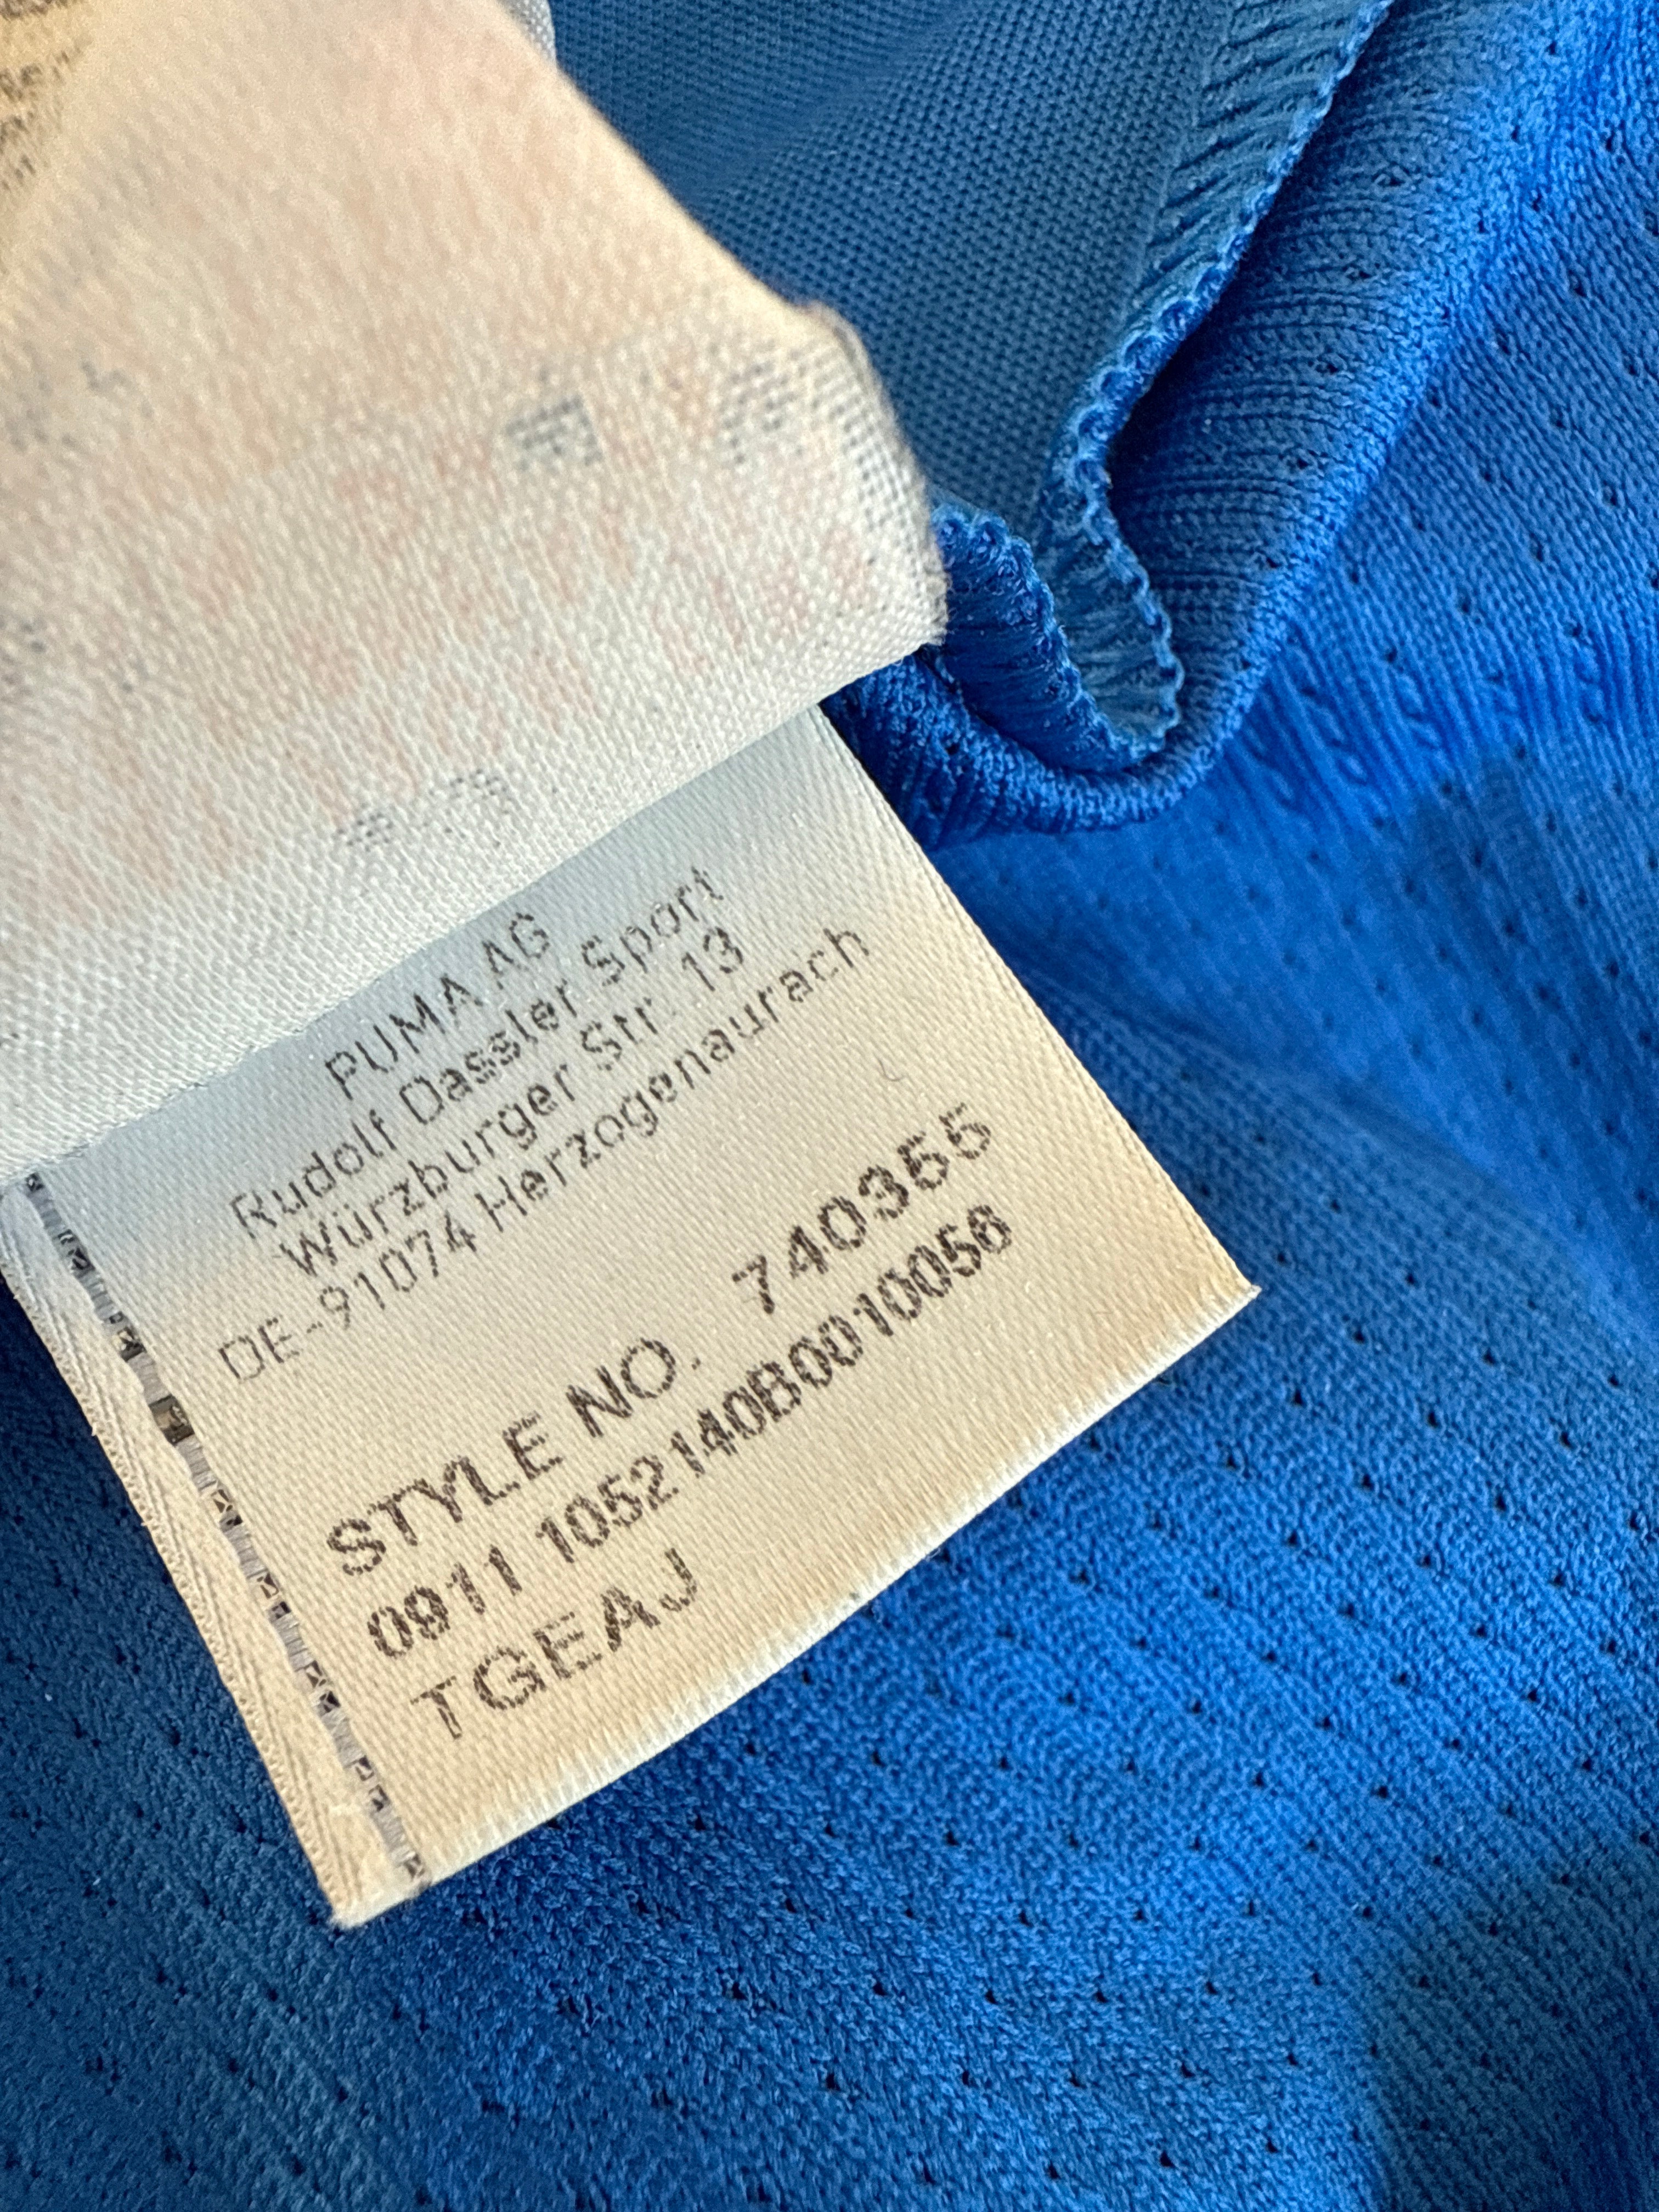 PUMA AG
Rudolf Dassler Sport
Würzburger Str. 13
DE-91074 Herzogenaurach
STYLE NO. 740355
0911 1052140B0010056
TGEAJ